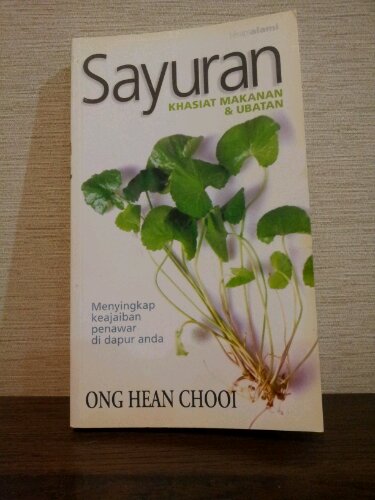 Sayuran
KHASIAT MAKANAN
& UBATAN
Menyingkap
keajaiban
penawar
di dapur anda
ONG HEAN CHOOI